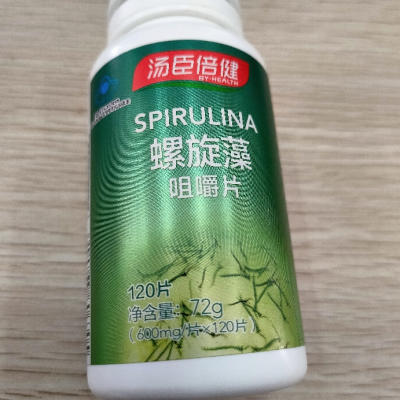 汤臣倍健
BY-HEALTH
SPIRULINA
螺旋藻
咀嚼片
120片
净含量：72g
（600mg/片×120片）